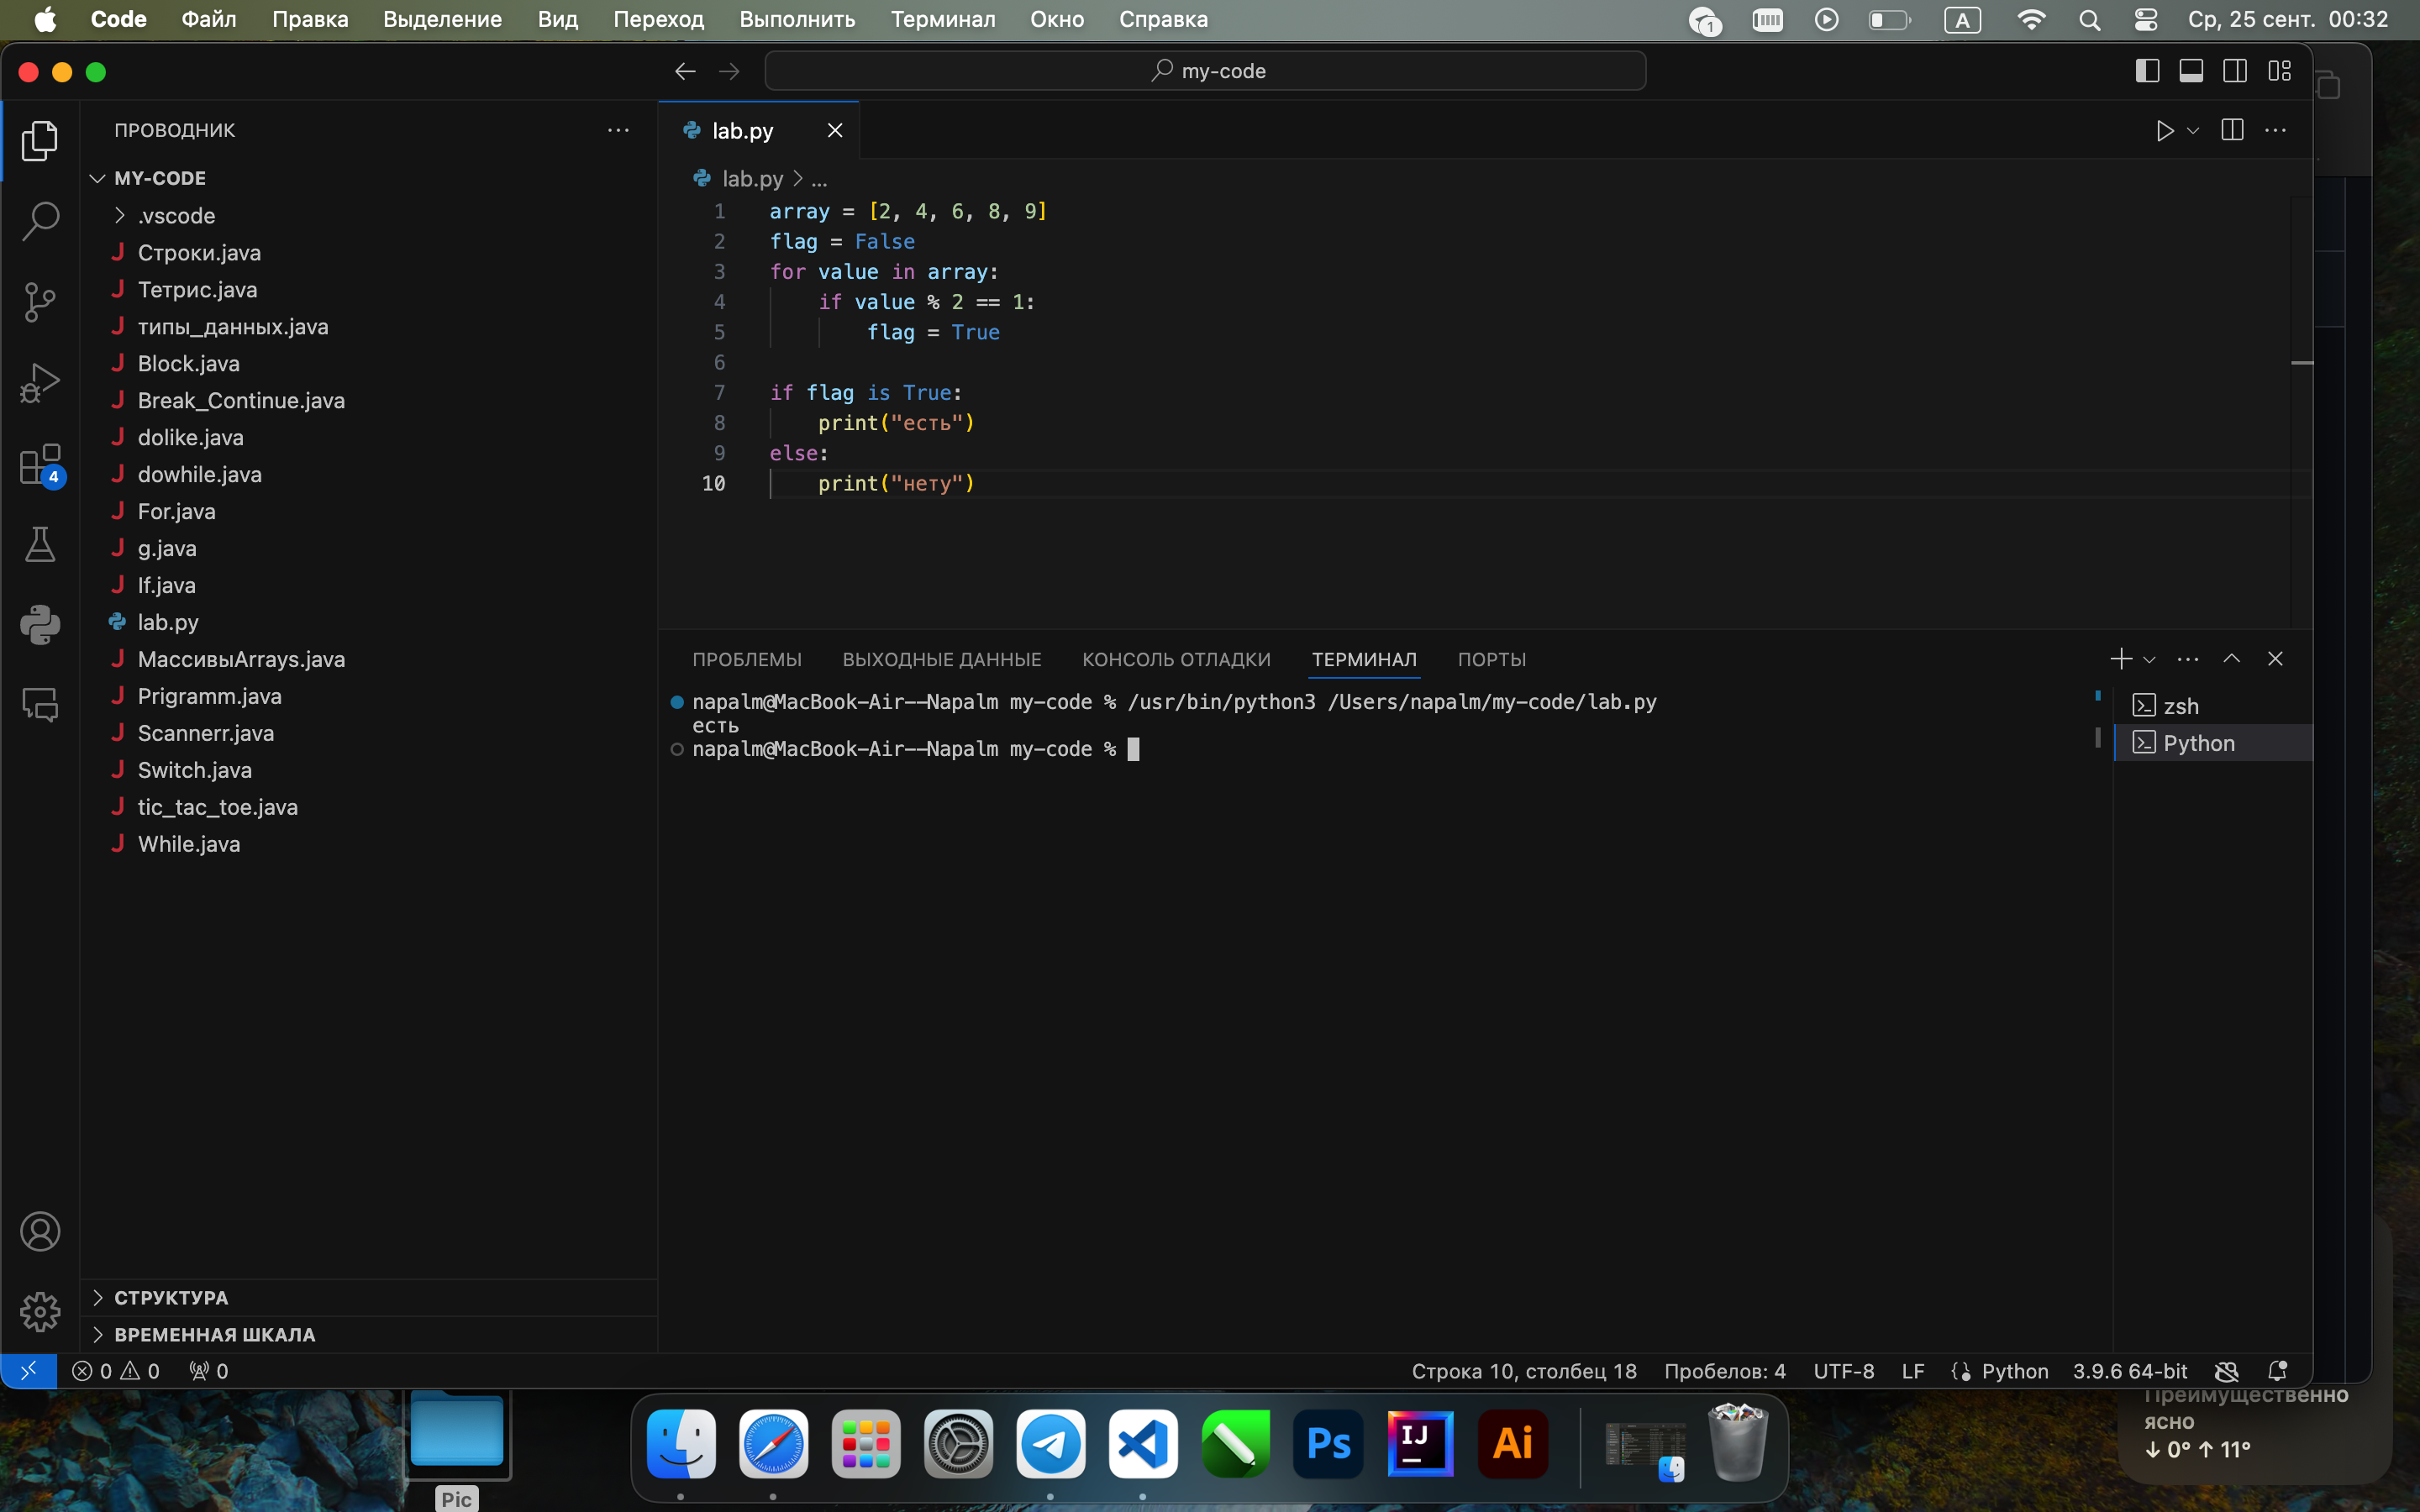 Code Файл Правка Выделение Вид Переход Выполнить Терминал Окно Справка 1 A Ср, 25 сент. 00:32
my-code
ПРОВОДНИК
MY-CODE
.vscode
J Строки.java
J Тетрис.java
J типы_данных.java
J Block.java
J Break_Continue.java
J dolike.java
J dowhile.java
J For.java
J g.java
J If.java
lab.py
J МассивыArrays.java
J Prigramm.java
J Scannerr.java
J Switch.java
J tic_tac_toe.java
J While.java
4
СТРУКТУРА
ВРЕМЕННАЯ ШКАЛА
lab.py
lab.py > ...
1 array = [2, 4, 6, 8, 9]
2 flag = False
3 for value in array:
4 if value % 2 == 1:
5 flag = True
6
7 if flag is True:
8 print("есть")
9 else:
10 print("нету")
ПРОБЛЕМЫ ВЫХОДНЫЕ ДАННЫЕ КОНСОЛЬ ОТЛАДКИ ТЕРМИНАЛ ПОРТЫ
napalm@MacBook-Air--Napalm my-code % /usr/bin/python3 /Users/napalm/my-code/lab.py
есть
napalm@MacBook-Air--Napalm my-code %
zsh
Python
0 0 0 Строка 10, столбец 18 Пробелов: 4 UTF-8 LF Python 3.9.6 64-bit
Преимущественно
ясно
↓ 0° ↑ 11°
Ps IJ Ai
Pic